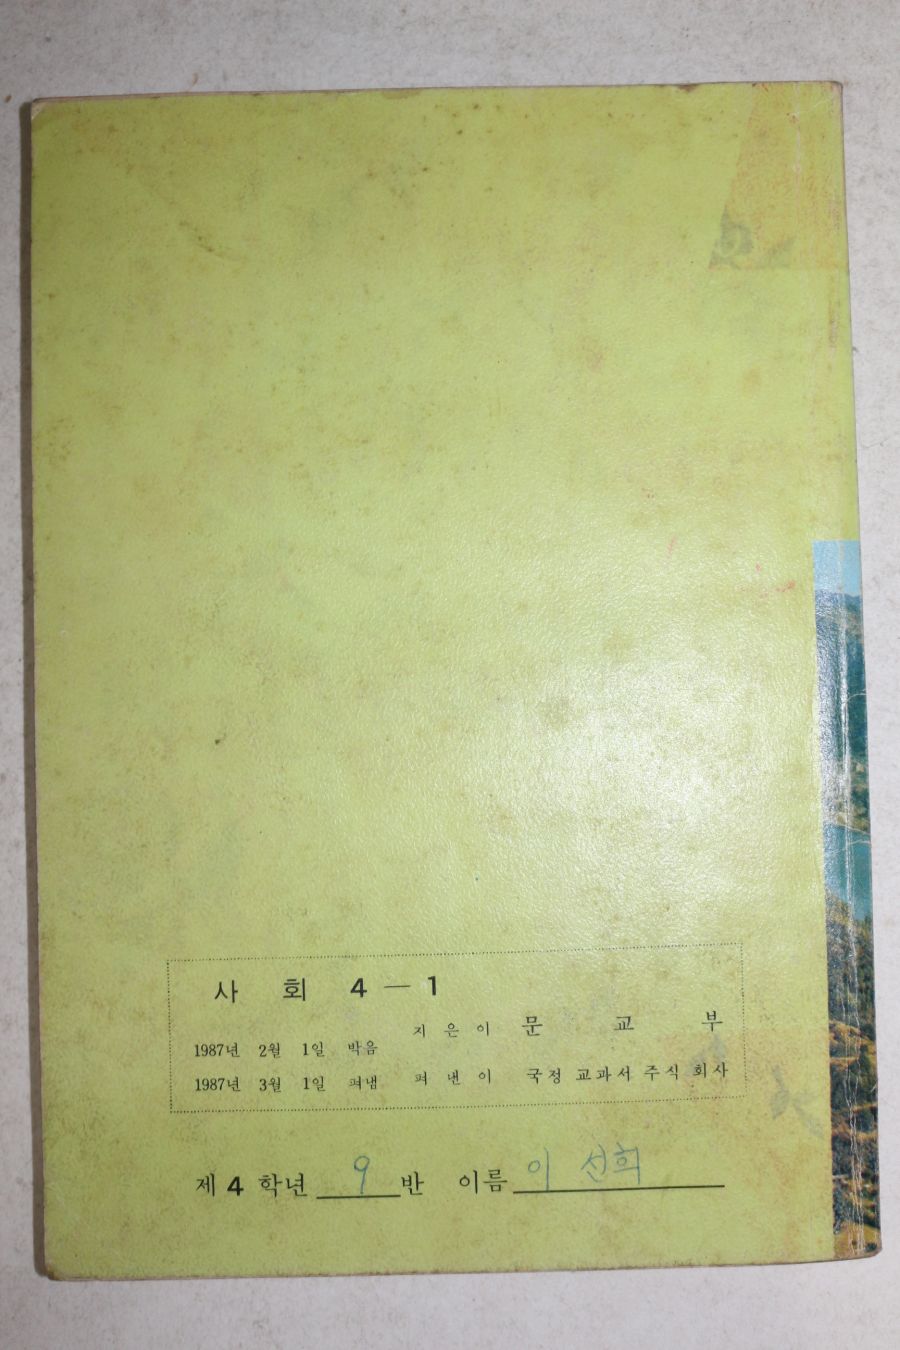 사 회 4 — 1
지 은 이 문 교 부
1987년 2월 1일 박음
1987년 3월 1일 펴냄 펴 낸 이 국정 교과서 주식 회사
제 4 학년 9 반 이름 이 선희